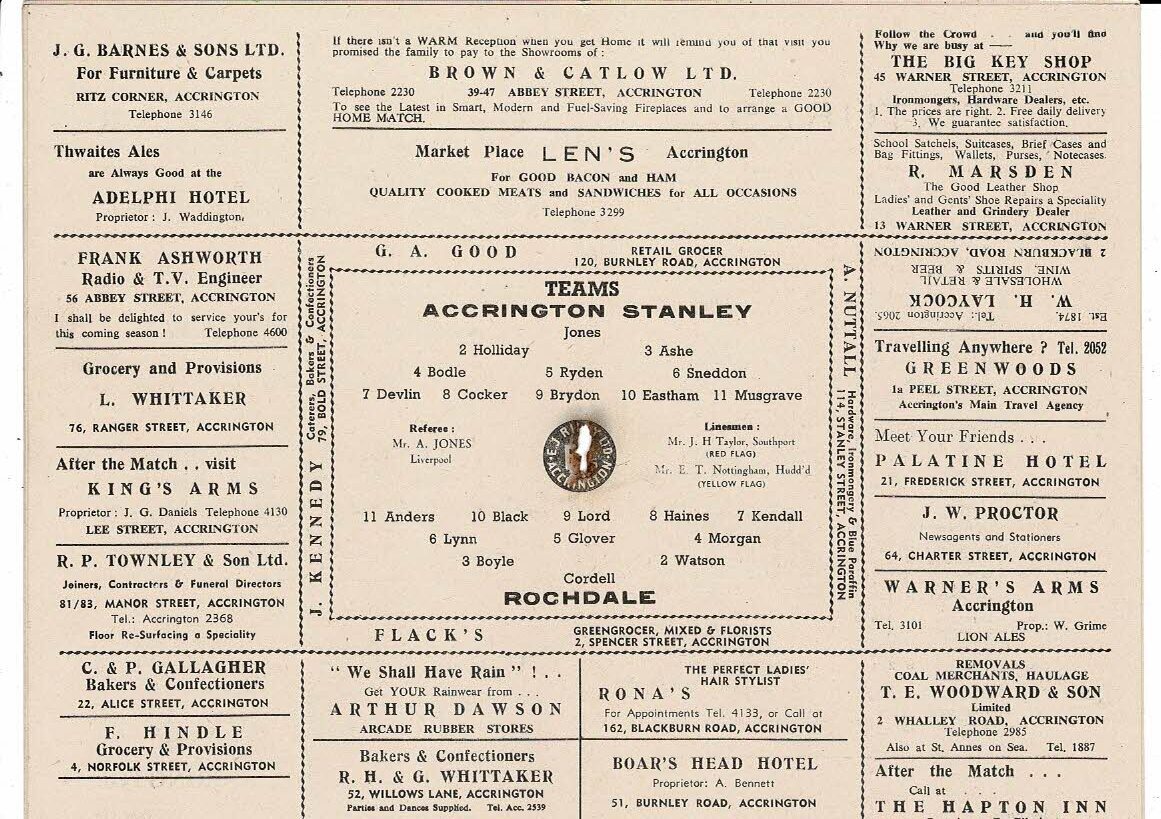 J. G. BARNES & SONS LTD.
For Furniture & Carpets
RITZ CORNER, ACCRINGTON
Telephone 3146
Thwaites Ales
are Always Good at the
ADELPHI HOTEL
Proprietor : J. Waddington.
If there isn't a WARM Reception when you get Home it will remind you of that visit you
promised the family to pay to the Showrooms of :
BROWN & CATLOW LTD.
Telephone 2230 39-47 ABBEY STREET, ACCRINGTON Telephone 2230
To see the Latest in Smart, Modern and Fuel-Saving Fireplaces and to arrange a GOOD
HOME MATCH.
Market Place LEN'S Accrington
For GOOD BACON and HAM
QUALITY COOKED MEATS and SANDWICHES for ALL OCCASIONS
Telephone 3299
Follow the Crowd . . and you'll find
Why we are busy at —
THE BIG KEY SHOP
45 WARNER STREET, ACCRINGTON
Telephone 3211
Ironmongers, Hardware Dealers, etc.
1. The prices are right. 2. Free daily delivery
3. We guarantee satisfaction.
School Satchels, Suitcases, Brief Cases and
Bag Fittings, Wallets, Purses, Notecases.
R. MARSDEN
The Good Leather Shop
Ladies' and Gents' Shoe Repairs a Speciality
Leather and Grindery Dealer
13 WARNER STREET, ACCRINGTON
FRANK ASHWORTH
Radio & T.V. Engineer
56 ABBEY STREET, ACCRINGTON
I shall be delighted to service your's for
this coming season ! Telephone 4600
Grocery and Provisions
L. WHITTAKER
76, RANGER STREET, ACCRINGTON
After the Match . . visit
KING'S ARMS
Proprietor : J. G. Daniels Telephone 4130
LEE STREET, ACCRINGTON
R. P. TOWNLEY & Son Ltd.
Joiners, Contractors & Funeral Directors
81/83, MANOR STREET, ACCRINGTON
Tel.: Accrington 2368
Floor Re-Surfacing a Speciality
J. KENNEDY
Caterers, Bakers & Confectioners
79, BOLD STREET, ACCRINGTON
G. A. GOOD
RETAIL GROCER
120, BURNLEY ROAD, ACCRINGTON
TEAMS
ACCRINGTON STANLEY
Jones
2 Holliday 3 Ashe
4 Bodle 5 Ryden 6 Sneddon
7 Devlin 8 Cocker 9 Brydon 10 Eastham 11 Musgrave
Referee :
Mr. A. JONES
Liverpool
Linesmen :
Mr. J. H Taylor, Southport
(RED FLAG)
Mr. E. T. Nottingham, Hudd'd
(YELLOW FLAG)
11 Anders 10 Black 9 Lord 8 Haines 7 Kendall
6 Lynn 5 Glover 4 Morgan
3 Boyle 2 Watson
Cordell
ROCHDALE
A. NUTTALL
Hardware, Ironmongery & Blue Paraffin
114, STANLEY STREET, ACCRINGTON
FLACK'S
GREENGROCER, MIXED & FLORISTS
2, SPENCER STREET, ACCRINGTON
Est. 1874. Tel.: Accrington 2065.
W. H. LAYCOCK
WHOLESALE & RETAIL
WINE, SPIRITS & BEER
2 BLACKBURN ROAD, ACCRINGTON
Travelling Anywhere ? Tel. 2052
GREENWOODS
1a PEEL STREET, ACCRINGTON
Accrington's Main Travel Agency
Meet Your Friends . . .
PALATINE HOTEL
21, FREDERICK STREET, ACCRINGTON
J. W. PROCTOR
Newsagents and Stationers
64, CHARTER STREET, ACCRINGTON
WARNER'S ARMS
Accrington
Tel. 3101 Prop.: W. Grime
LION ALES
C. & P. GALLAGHER
Bakers & Confectioners
22, ALICE STREET, ACCRINGTON
F. HINDLE
Grocery & Provisions
4, NORFOLK STREET, ACCRINGTON
" We Shall Have Rain " ! . .
Get YOUR Rainwear from . . .
ARTHUR DAWSON
ARCADE RUBBER STORES
Bakers & Confectioners
R. H. & G. WHITTAKER
52, WILLOWS LANE, ACCRINGTON
Parties and Dances Supplied. Tel. Acc. 2539
THE PERFECT LADIES'
HAIR STYLIST
RONA'S
For Appointments Tel. 4133, or Call at
162, BLACKBURN ROAD, ACCRINGTON
BOAR'S HEAD HOTEL
Proprietor: A. Bennett
51, BURNLEY ROAD, ACCRINGTON
REMOVALS
COAL MERCHANTS, HAULAGE
T. E. WOODWARD & SON
Limited
2 WHALLEY ROAD, ACCRINGTON
Telephone 2985
Also at St. Annes on Sea. Tel. 1887
After the Match . . .
Call at . . .
THE HAPTON INN